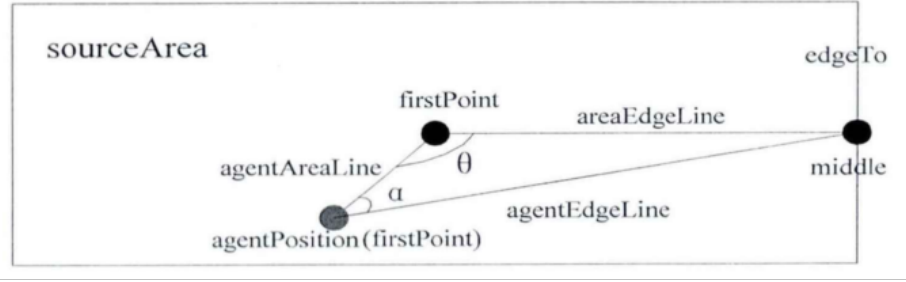 sourceArea
edgeTo
firstPoint
areaEdgeLine
agentAreaLine
θ
middle
α
agentEdgeLine
agentPosition(firstPoint)